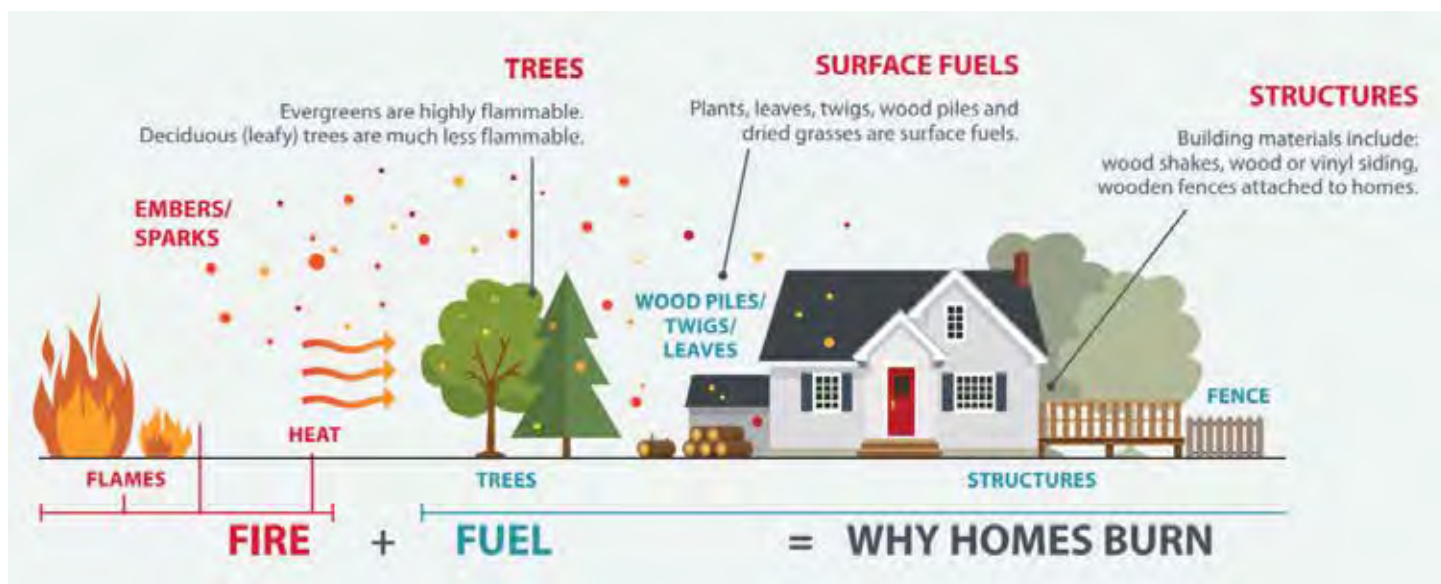 TREES
Evergreens are highly flammable.
Deciduous (leafy) trees are much less flammable.
SURFACE FUELS
Plants, leaves, twigs, wood piles and
dried grasses are surface fuels.
STRUCTURES
Building materials include:
wood shakes, wood or vinyl siding,
wooden fences attached to homes.
EMBERS/
SPARKS
WOOD PILES/
TWIGS/
LEAVES
FENCE
HEAT
FLAMES
TREES
STRUCTURES
FIRE + FUEL = WHY HOMES BURN